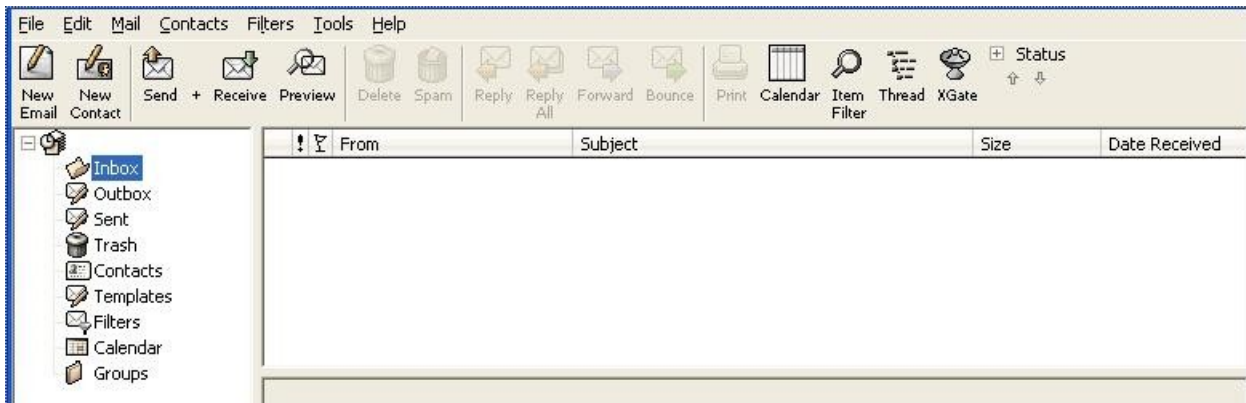 File Edit Mail Contacts Filters Tools Help
New Email New Contact Send + Receive Preview Delete Spam Reply Reply All Forward Bounce Print Calendar Item Filter Thread XGate Status
! From Subject Size Date Received
Inbox
Outbox
Sent
Trash
Contacts
Templates
Filters
Calendar
Groups